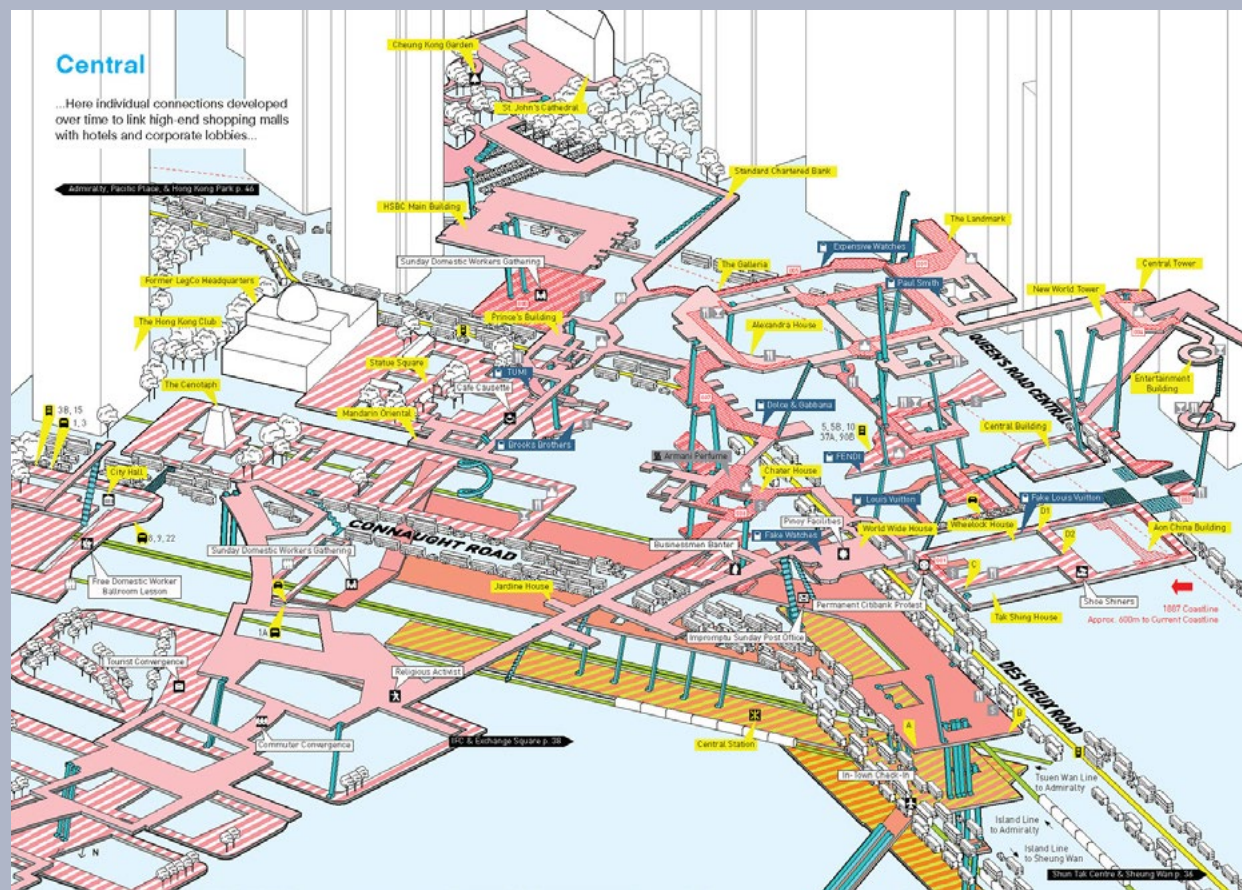 Central
...Here individual connections developed
over time to link high-end shopping malls
with hotels and corporate lobbies...
Admiralty, Pacific Place, & Hong Kong Park p. 46
Cheung Kong Garden
St. John's Cathedral
Standard Chartered Bank
HSBC Main Building
The Landmark
Expensive Watches
Sunday Domestic Workers Gathering
The Galleria
Central Tower
Former LegCo Headquarters
Paul Smith
New World Tower
Prince's Building
The Hong Kong Club
Alexandra House
QUEEN'S ROAD CENTRAL
Statue Square
TUMI
Entertainment
Building
The Cenotaph
Café Causette
Mandarin Oriental
Dolce & Gabbana
3B, 15
1, 3
5, 5B, 10
37A, 90B
Central Building
Brooks Brothers
Armani Perfume
FENDI
City Hall
Chater House
Louis Vuitton
Fake Louis Vuitton
D1
8, 9, 22
CONNAUGHT ROAD
Pinoy Facilities
World Wide House
Wheelock House
Aon China Building
Fake Watches
D2
Sunday Domestic Workers Gathering
Businessmen Banter
Free Domestic Worker
Ballroom Lesson
Jardine House
C
Permanent Citibank Protest
Shoe Shiners
1887 Coastline
Approx. 600m to Current Coastline
Tak Shing House
1A
Impromptu Sunday Post Office
Tourist Convergence
Religious Activist
DES VOEUX ROAD
A
B
Commuter Convergence
IFC & Exchange Square p. 38
Central Station
In-Town Check-In
Tsuen Wan Line
to Admiralty
Island Line
to Admiralty
N
Island Line
to Sheung Wan
Shun Tak Centre & Sheung Wan p. 36